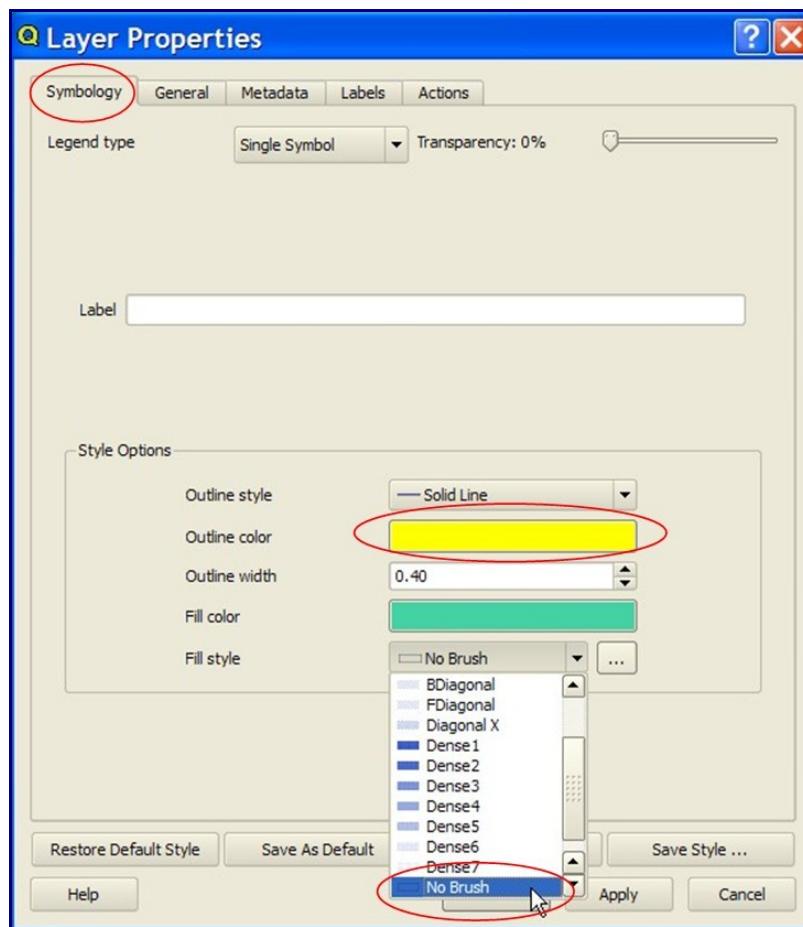 Layer Properties
?
Symbology General Metadata Labels Actions
Legend type Single Symbol Transparency: 0%
Label
Style Options
Outline style Solid Line
Outline color
Outline width 0.40
Fill color
Fill style No Brush ...
BDiagonal
FDiagonal
Diagonal X
Dense1
Dense2
Dense3
Dense4
Dense5
Dense6
Dense7
No Brush
Restore Default Style Save As Default Save Style ...
Help Apply Cancel